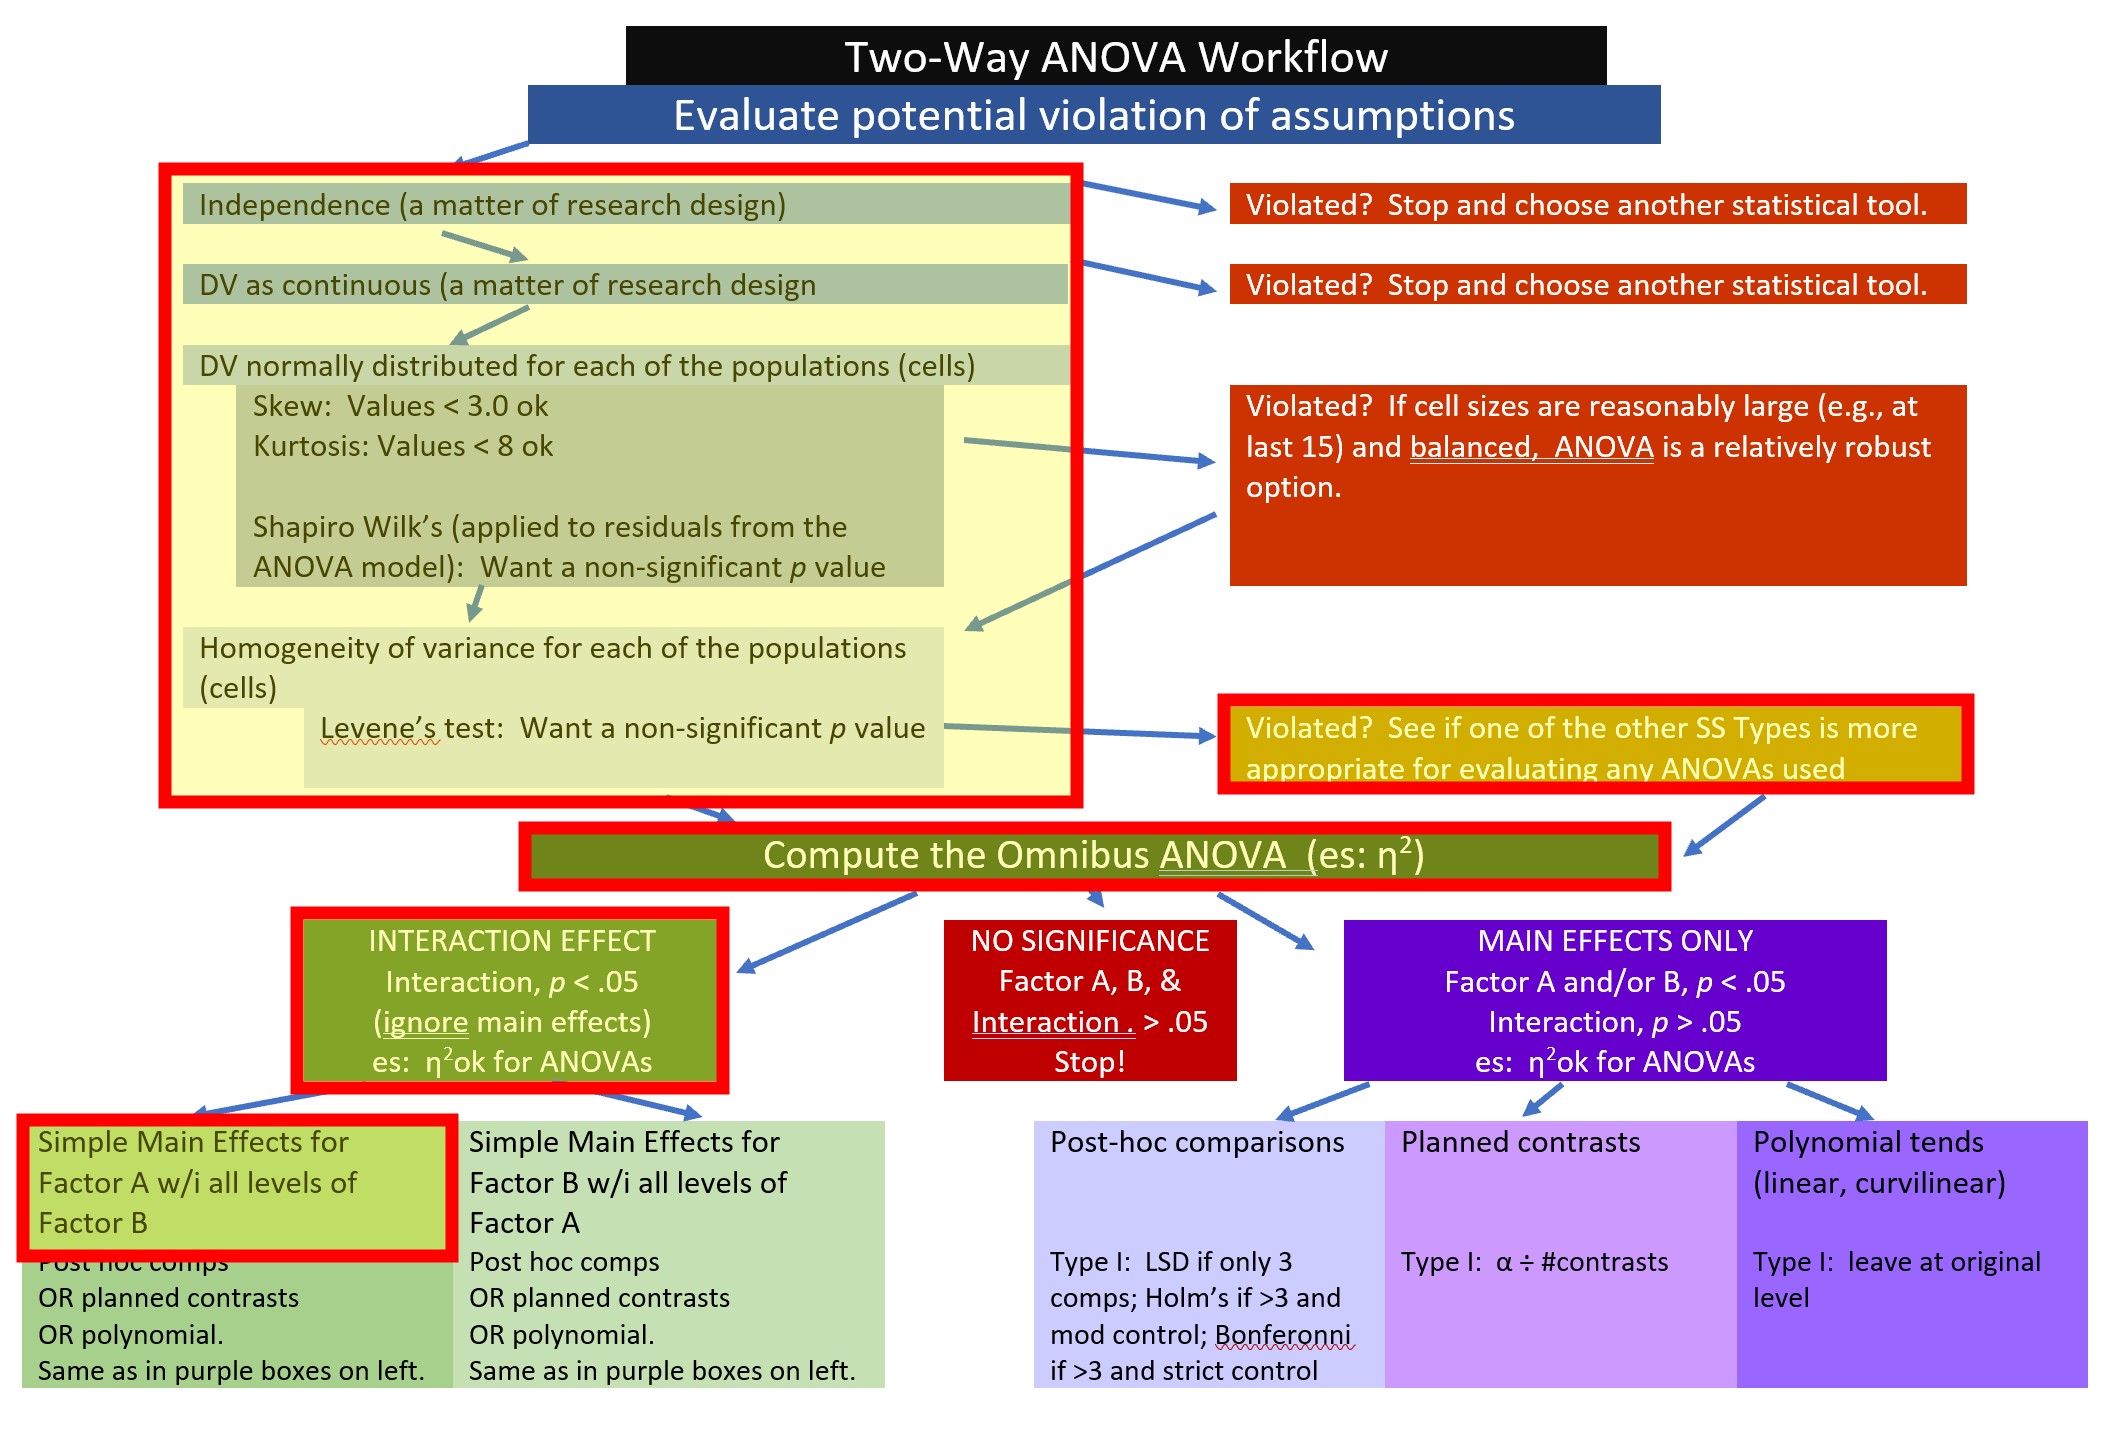 Two-Way ANOVA Workflow
Evaluate potential violation of assumptions
Independence (a matter of research design)
Violated?  Stop and choose another statistical tool.
DV as continuous (a matter of research design
Violated?  Stop and choose another statistical tool.
DV normally distributed for each of the populations (cells)
Skew:  Values < 3.0 ok
Kurtosis: Values < 8 ok
Shapiro Wilk’s (applied to residuals from the
ANOVA model):  Want a non-significant p value
Violated?  If cell sizes are reasonably large (e.g., at
last 15) and balanced,  ANOVA is a relatively robust
option.
Homogeneity of variance for each of the populations
(cells)
Levene’s test:  Want a non-significant p value
Violated?  See if one of the other SS Types is more
appropriate for evaluating any ANOVAs used
Compute the Omnibus ANOVA  (es: η²)
INTERACTION EFFECT
Interaction, p < .05
(ignore main effects)
es:  η²ok for ANOVAs
NO SIGNIFICANCE
Factor A, B, &
Interaction . > .05
Stop!
MAIN EFFECTS ONLY
Factor A and/or B, p < .05
Interaction, p > .05
es:  η²ok for ANOVAs
Simple Main Effects for
Factor A w/i all levels of
Factor B
Post hoc comps
OR planned contrasts
OR polynomial.
Same as in purple boxes on left.
Simple Main Effects for
Factor B w/i all levels of
Factor A
Post hoc comps
OR planned contrasts
OR polynomial.
Same as in purple boxes on left.
Post-hoc comparisons
Type I:  LSD if only 3
comps; Holm’s if >3 and
mod control; Bonferonni
if >3 and strict control
Planned contrasts
Type I:  α ÷ #contrasts
Polynomial tends
(linear, curvilinear)
Type I:  leave at original
level